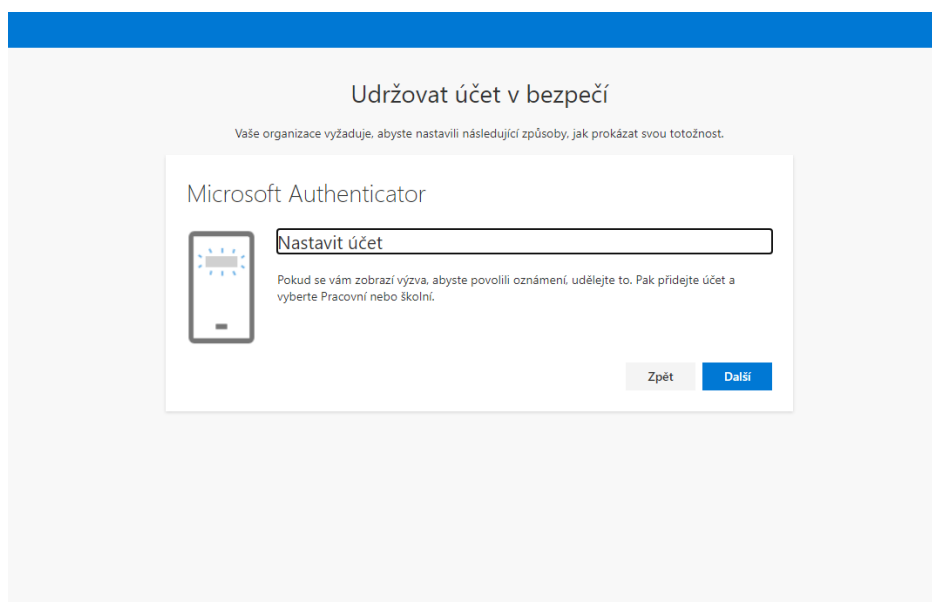 Udržovat účet v bezpečí
Vaše organizace vyžaduje, abyste nastavili následující způsoby, jak prokázat svou totožnost.
Microsoft Authenticator
Nastavit účet
Pokud se vám zobrazí výzva, abyste povolili oznámení, udělejte to. Pak přidejte účet a
vyberte Pracovní nebo školní.
Zpět
Další